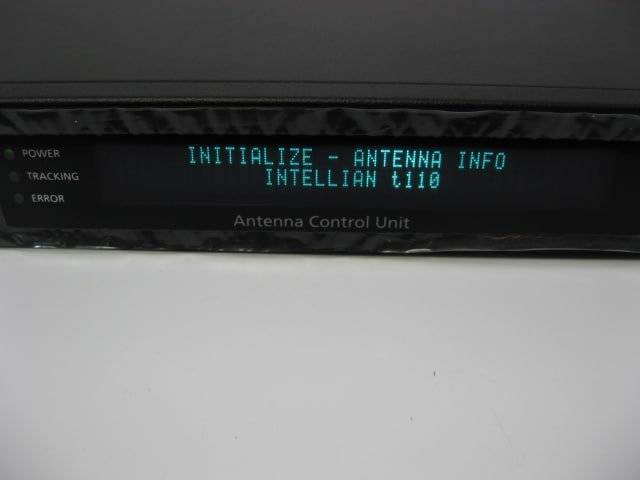 POWER
TRACKING
ERROR
INITIALIZE - ANTENNA INFO
INTELLIAN t110
Antenna Control Unit